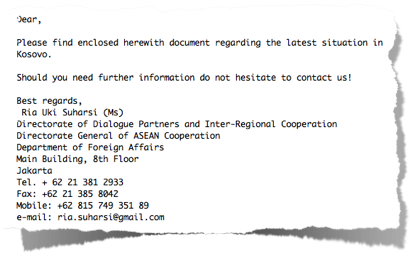 Dear,
Please find enclosed herewith document regarding the latest situation in
Kosovo.
Should you need further information do not hesitate to contact us!
Best regards,
Ria Uki Suharsi (Ms)
Directorate of Dialogue Partners and Inter-Regional Cooperation
Directorate General of ASEAN Cooperation
Department of Foreign Affairs
Main Building, 8th Floor
Jakarta
Tel. + 62 21 381 2933
Fax: +62 21 385 8042
Mobile: +62 815 749 351 89
e-mail: ria.suharsi@gmail.com